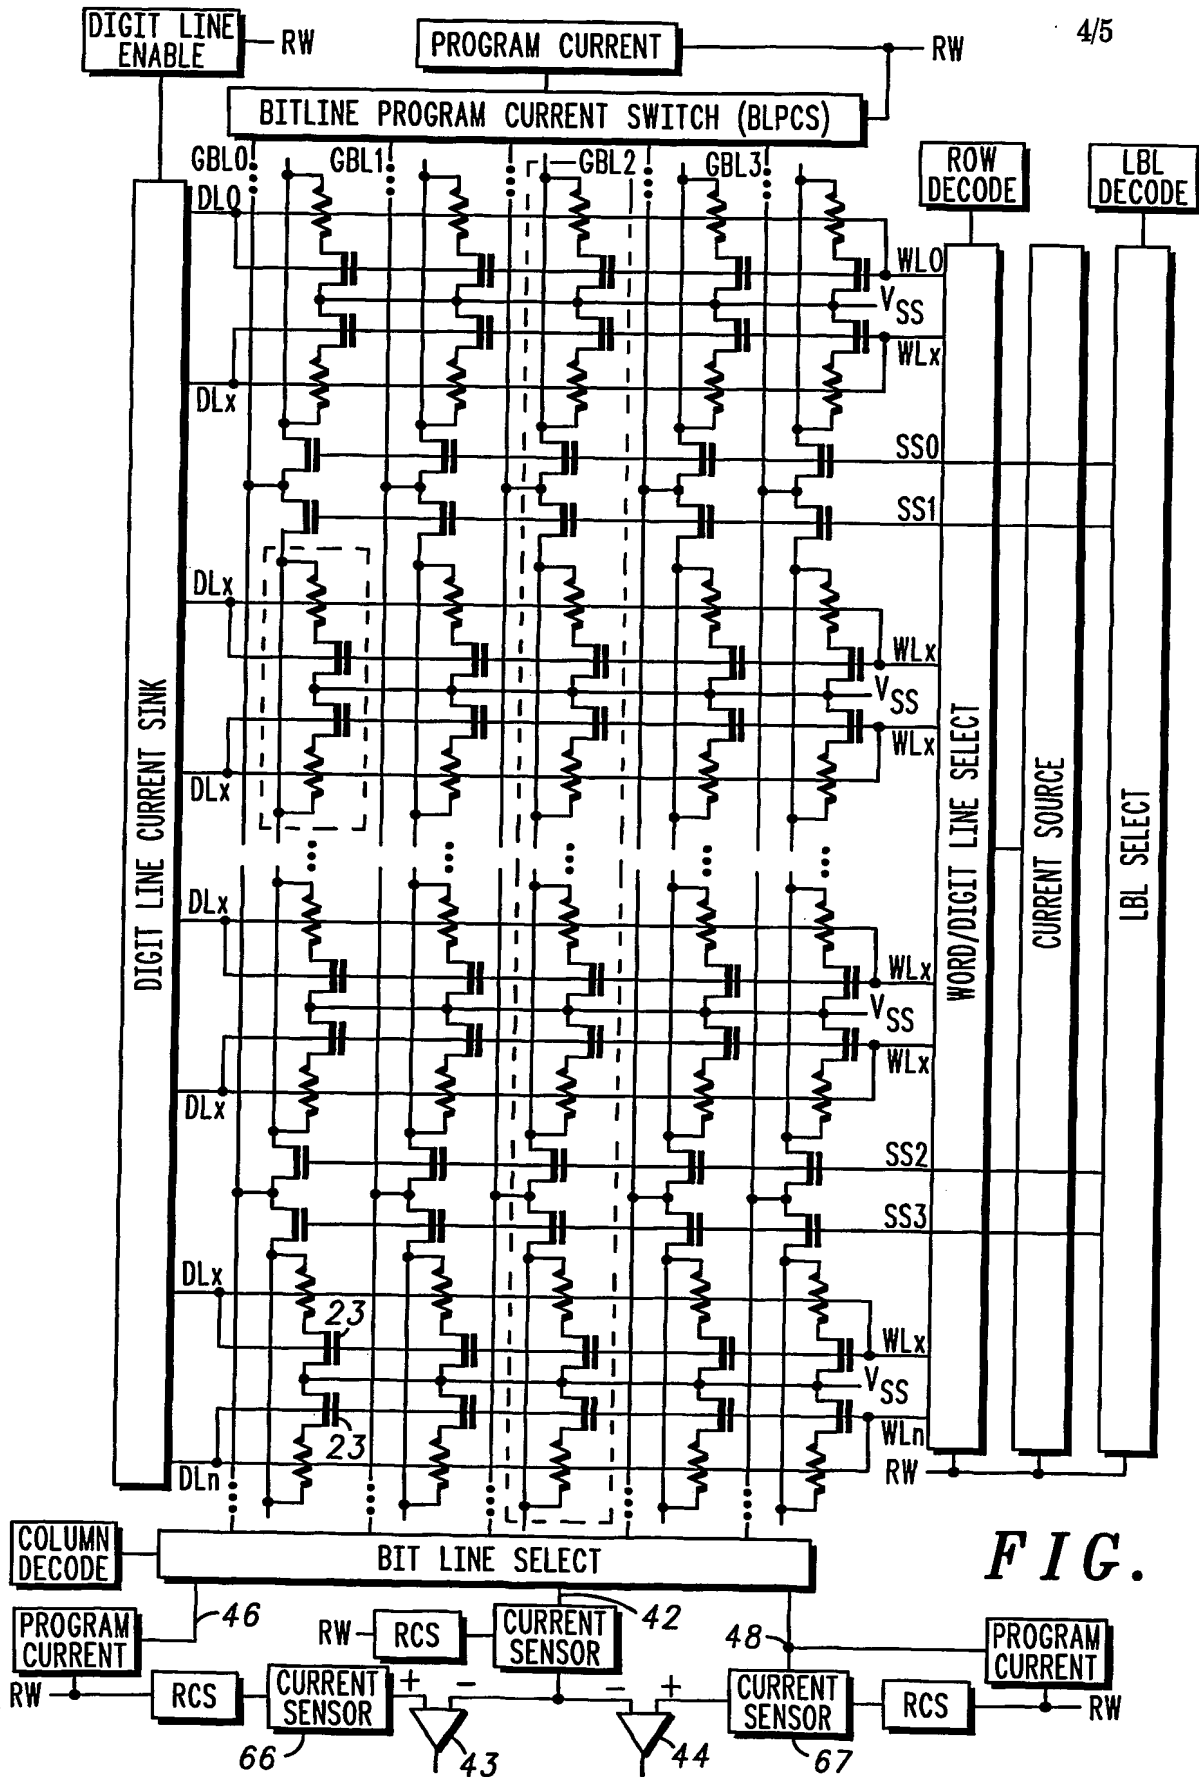 DIGIT LINE
ENABLE
RW
PROGRAM CURRENT
RW
4/5
BITLINE PROGRAM CURRENT SWITCH (BLPCS)
GBL0
GBL1
GBL2
GBL3
ROW
DECODE
LBL
DECODE
DL0
WL0
VSS
WLx
DLx
SS0
SS1
DLx
WLx
VSS
WLx
DLx
DIGIT LINE CURRENT SINK
WORD/DIGIT LINE SELECT
CURRENT SOURCE
LBL SELECT
DLx
WLx
VSS
WLx
DLx
SS2
SS3
DLx
23
WLx
VSS
23
WLn
DLn
RW
COLUMN
DECODE
BIT LINE SELECT
FIG.
46
42
48
PROGRAM
CURRENT
RW
RCS
CURRENT
SENSOR
PROGRAM
CURRENT
RW
RCS
CURRENT
SENSOR
+
−
−
+
CURRENT
SENSOR
RCS
RW
66
43
44
67